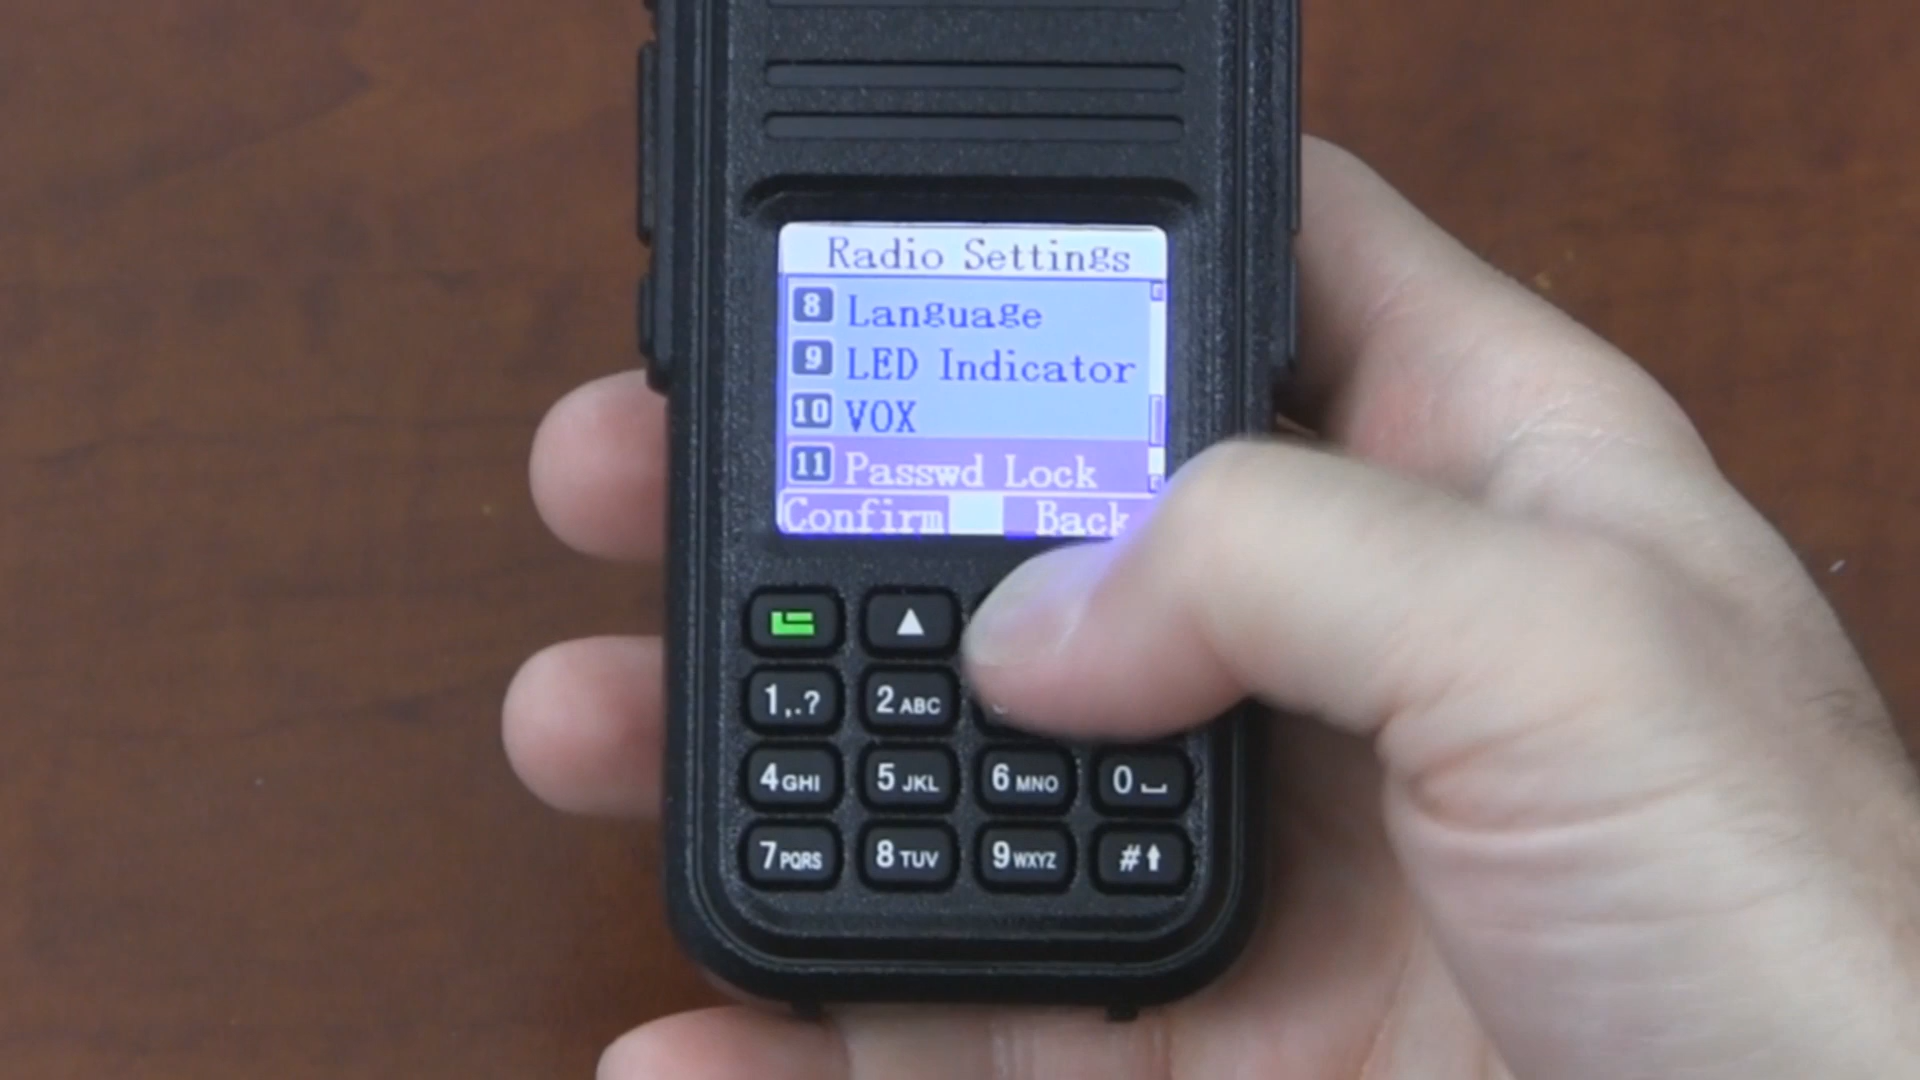 Radio Settings
8 Language
9 LED Indicator
10 VOX
11 Passwd Lock
Confirm Back
1,.? 2 ABC
4 GHI 5 JKL 6 MNO 0
7 PQRS 8 TUV 9 WXYZ #